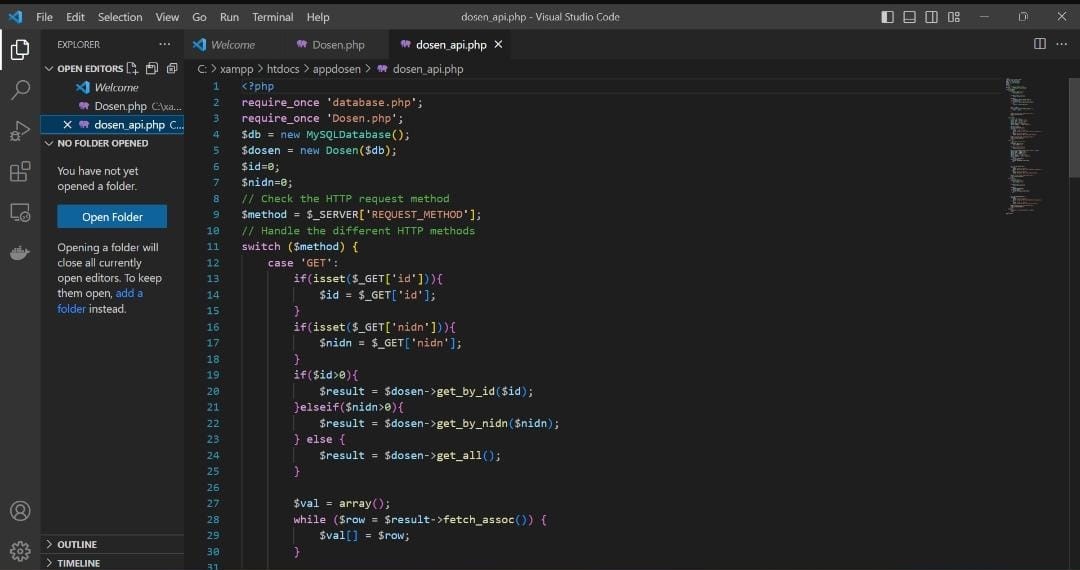 File Edit Selection View Go Run Terminal Help dosen_api.php - Visual Studio Code
EXPLORER
OPEN EDITORS
Welcome
Dosen.php C:\xa...
dosen_api.php C...
NO FOLDER OPENED
You have not yet
opened a folder.
Open Folder
Opening a folder will
close all currently
open editors. To keep
them open, add a
folder instead.
OUTLINE
TIMELINE
Welcome Dosen.php dosen_api.php
C: > xampp > htdocs > appdosen > dosen_api.php
1 <?php
2 require_once 'database.php';
3 require_once 'Dosen.php';
4 $db = new MySQLDatabase();
5 $dosen = new Dosen($db);
6 $id=0;
7 $nidn=0;
8 // Check the HTTP request method
9 $method = $_SERVER['REQUEST_METHOD'];
10 // Handle the different HTTP methods
11 switch ($method) {
12 case 'GET':
13 if(isset($_GET['id'])){
14 $id = $_GET['id'];
15 }
16 if(isset($_GET['nidn'])){
17 $nidn = $_GET['nidn'];
18 }
19 if($id>0){
20 $result = $dosen->get_by_id($id);
21 }elseif($nidn>0){
22 $result = $dosen->get_by_nidn($nidn);
23 } else {
24 $result = $dosen->get_all();
25 }
26
27 $val = array();
28 while ($row = $result->fetch_assoc()) {
29 $val[] = $row;
30 }
31